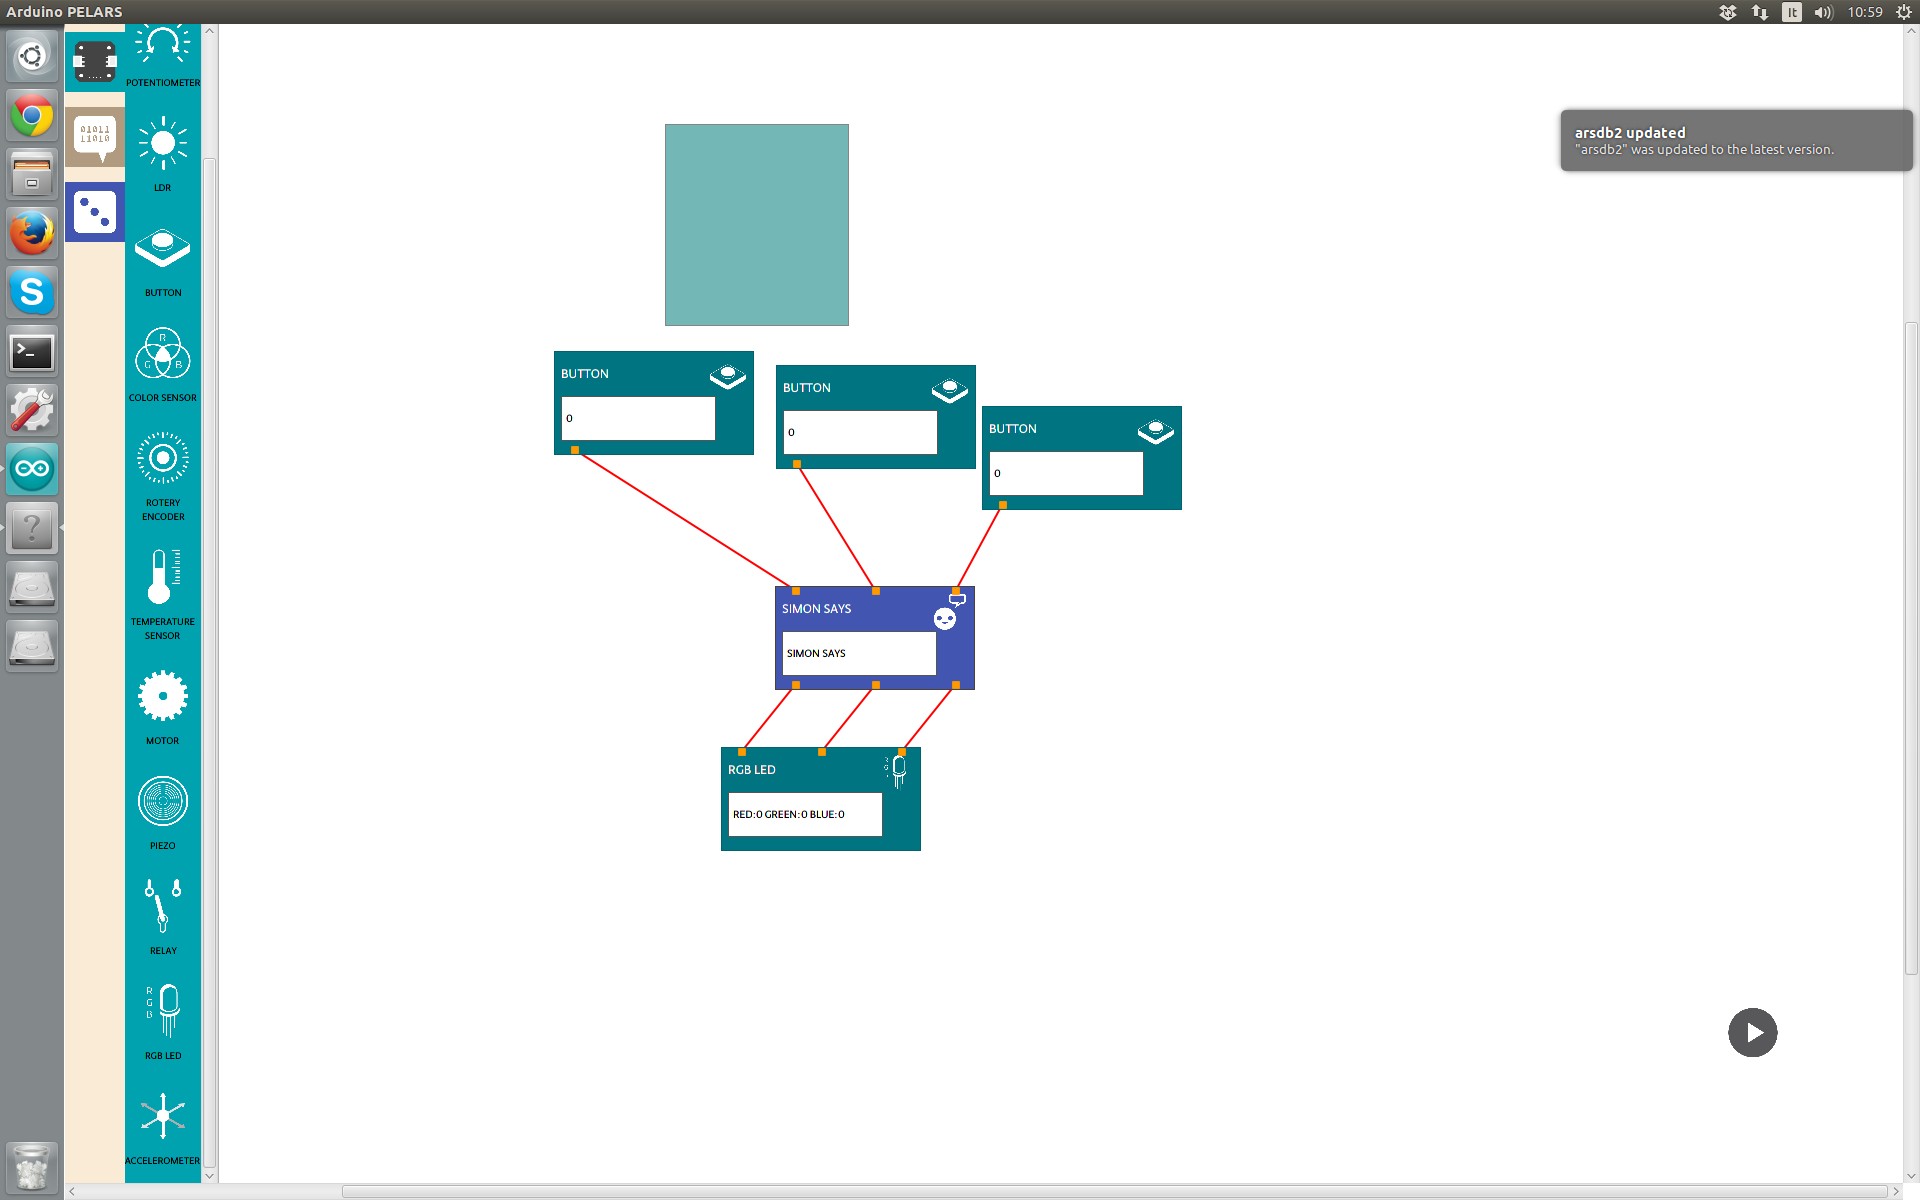 Arduino PELARS
It
10:59
01011
11010
POTENTIOMETER
LDR
BUTTON
R
G B
COLOR SENSOR
ROTERY
ENCODER
TEMPERATURE
SENSOR
MOTOR
PIEZO
RELAY
R
G
B
RGB LED
ACCELEROMETER
arsdb2 updated
"arsdb2" was updated to the latest version.
BUTTON
0
BUTTON
0
BUTTON
0
SIMON SAYS
SIMON SAYS
RGB LED
R
G
RED:0 GREEN:0 BLUE:0